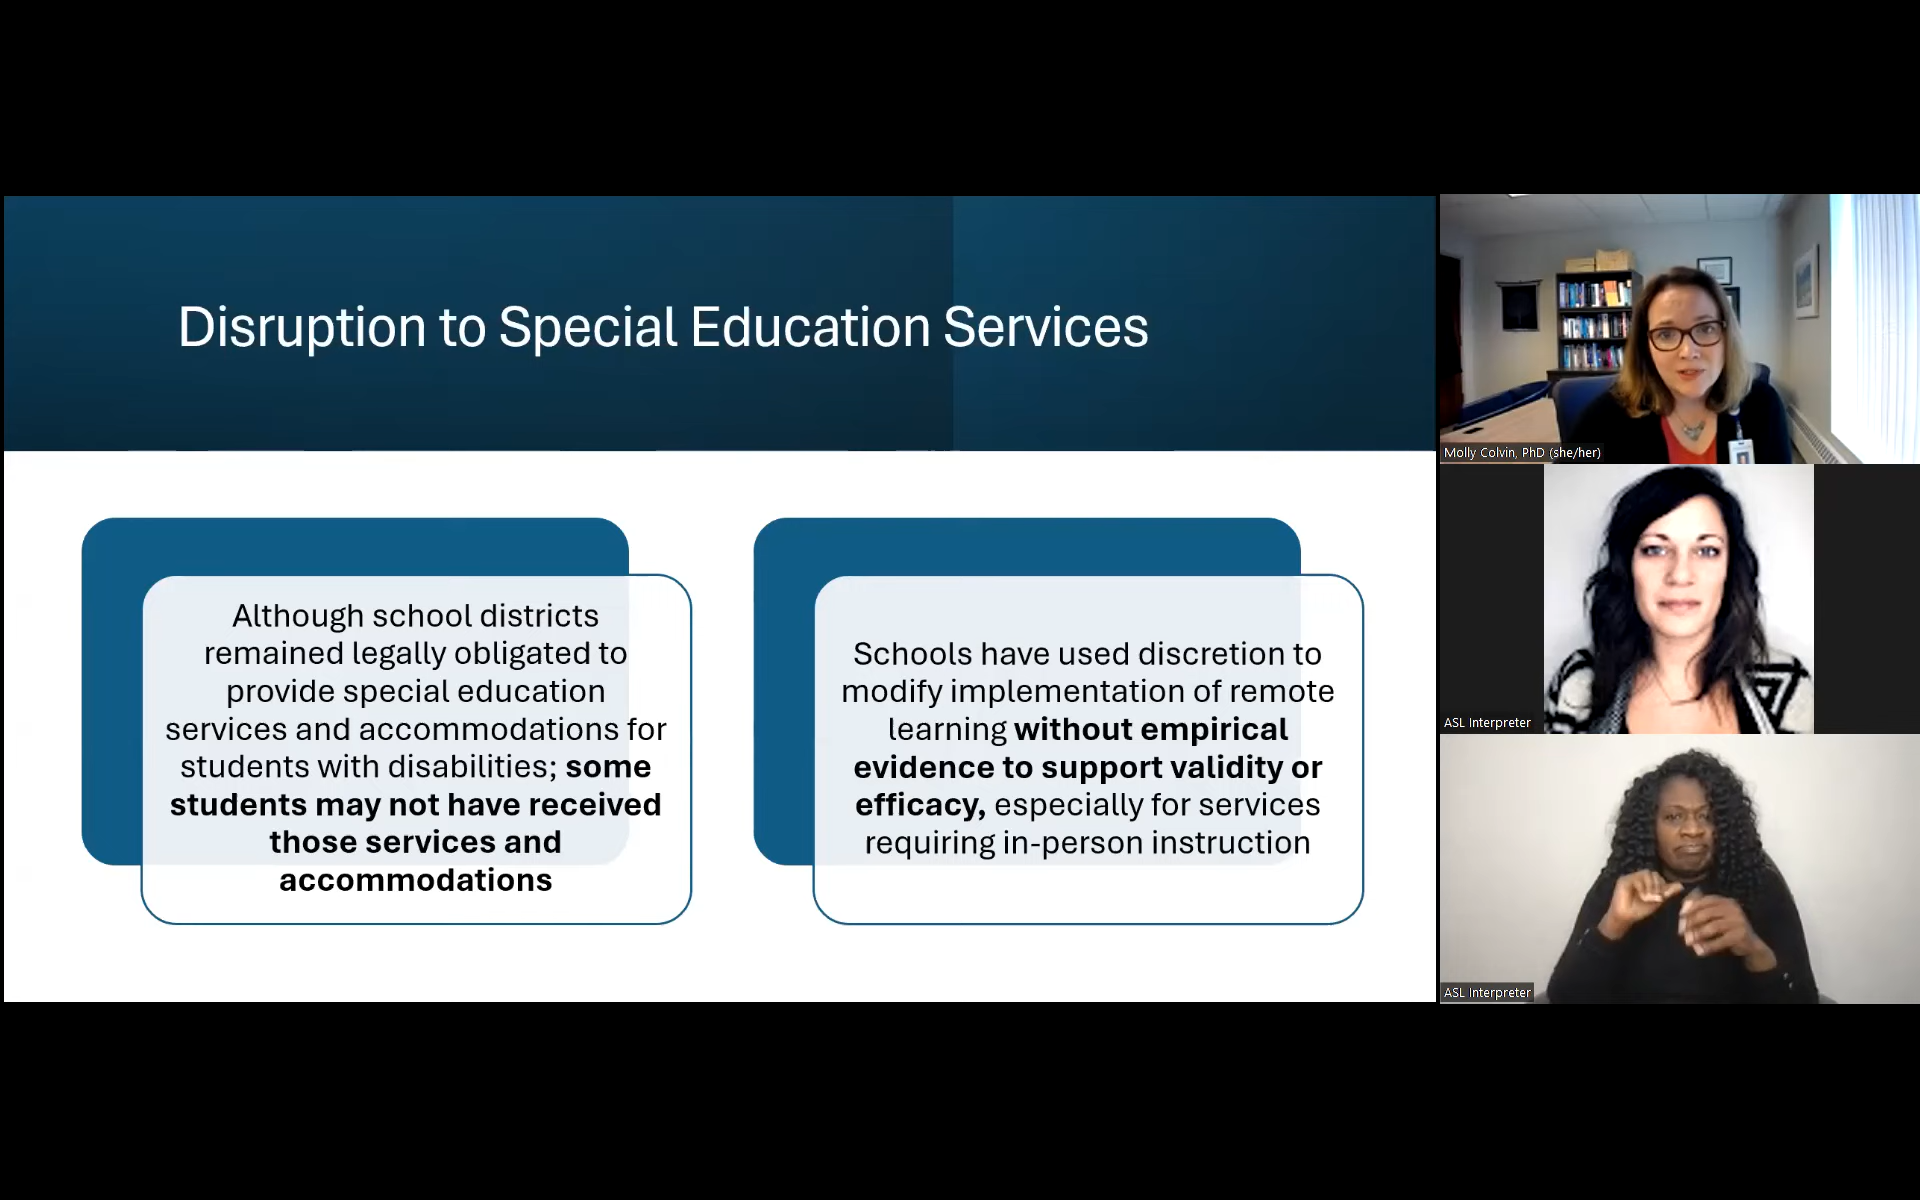 Disruption to Special Education Services
Although school districts
remained legally obligated to
provide special education
services and accommodations for
students with disabilities; some
students may not have received
those services and
accommodations
Schools have used discretion to
modify implementation of remote
learning without empirical
evidence to support validity or
efficacy, especially for services
requiring in-person instruction
Molly Colvin, PhD (she/her)
ASL Interpreter
ASL Interpreter